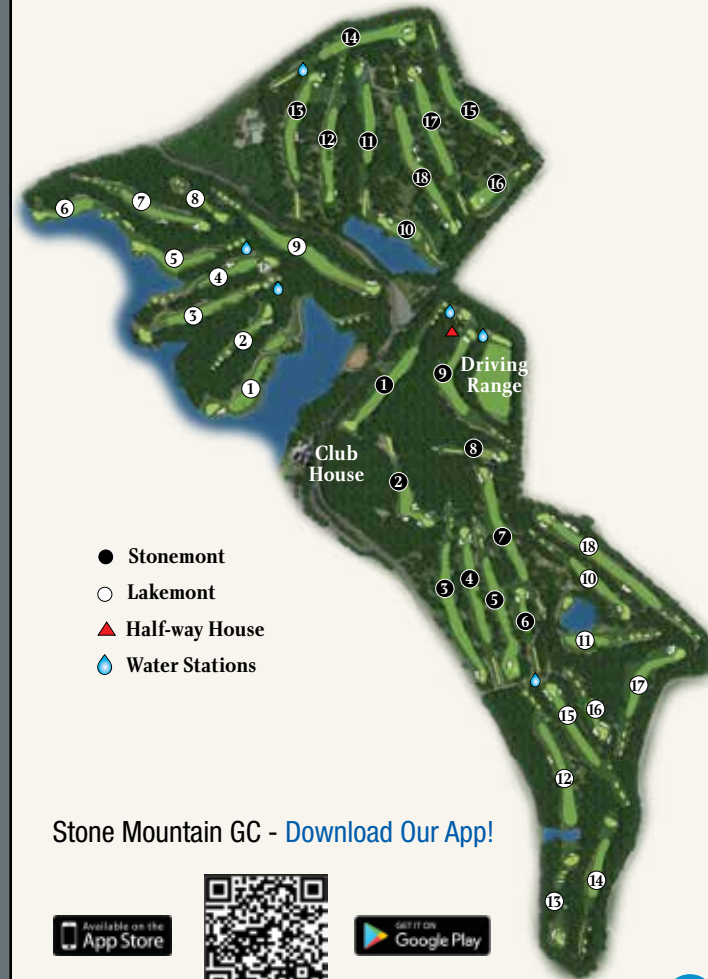 14
13
12
11
17
15
18
16
10
6
7
8
5
9
4
3
2
1
1
9
Driving
Range
Club
House
8
2
7
3
4
5
6
18
10
11
17
16
15
12
14
13
Stonemont
Lakemont
Half-way House
Water Stations
Stone Mountain GC - Download Our App!
Available on the
App Store
GET IT ON
Google Play